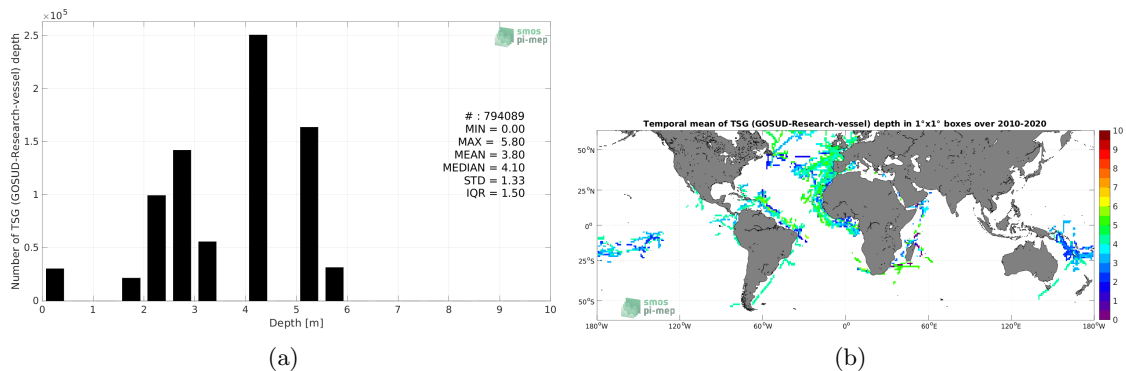 ×10⁵
2.5
2
1.5
1
0.5
0
Number of TSG (GOSUD-Research-vessel) depth
smos
pi-mep
# : 794089
MIN = 0.00
MAX = 5.80
MEAN = 3.80
MEDIAN = 4.10
STD = 1.33
IQR = 1.50
0 1 2 3 4 5 6 7 8 9 10
Depth [m]
(a)
Temporal mean of TSG (GOSUD-Research-vessel) depth in 1°x1° boxes over 2010-2020
50°N
25°N
0°
25°S
50°S
smos
pi-mep
180°W 120°W 60°W 0° 60°E 120°E 180°W
10
9
8
7
6
5
4
3
2
1
0
(b)